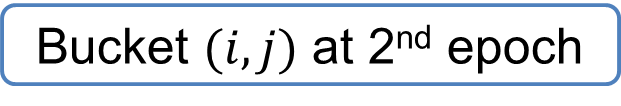 Bucket (i, j) at 2nd epoch